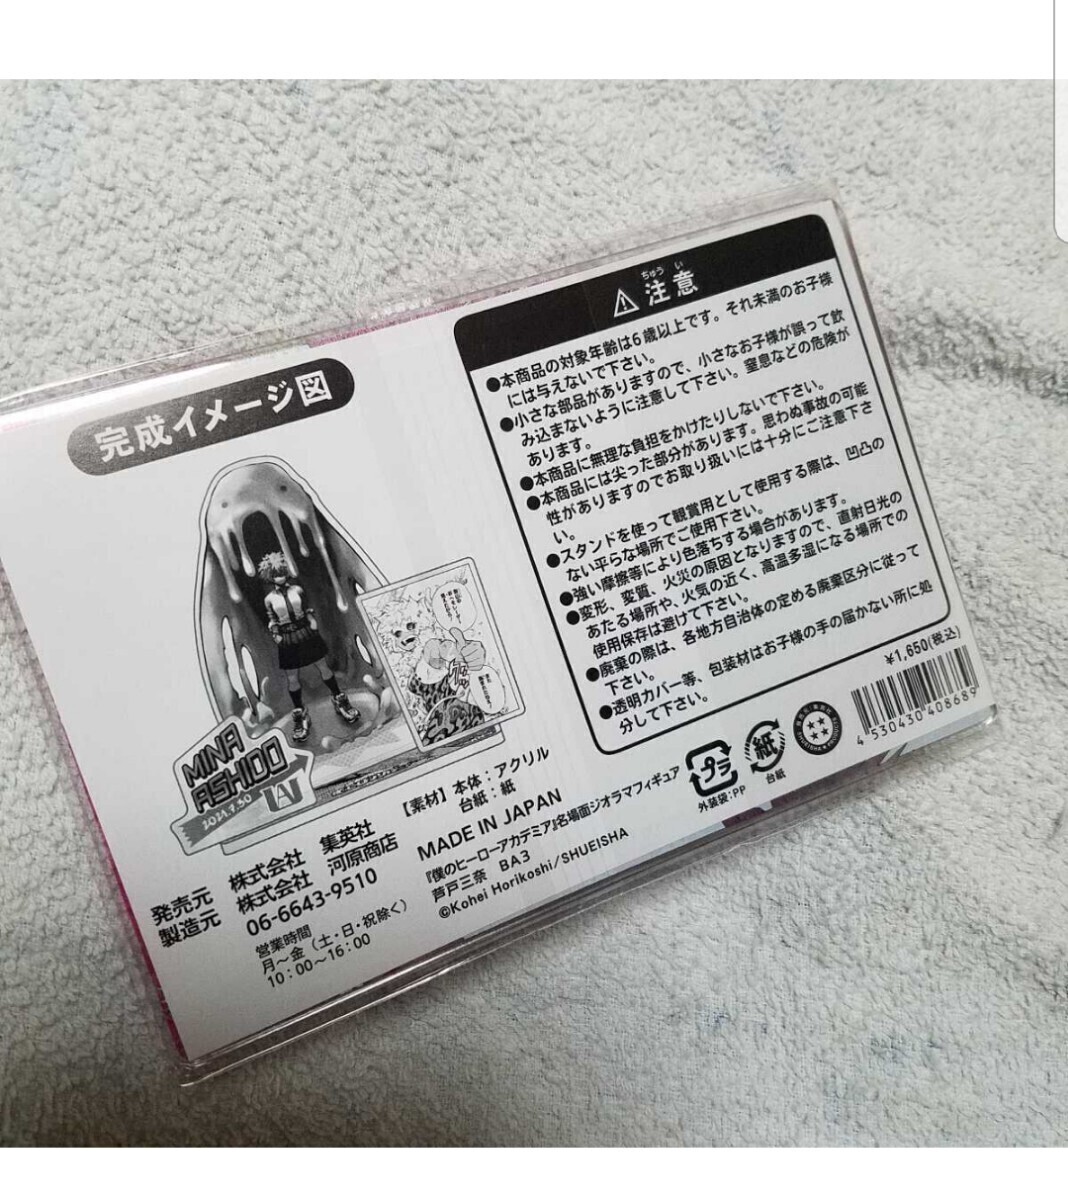 完成イメージ図
MINA
ASHIDO
2021.7.30
UA
発売元 株式会社 集英社
製造元 株式会社 河原商店
06-6643-9510
営業時間
月〜金（土・日・祝除く）
10：00〜16：00
【素材】本体：アクリル
台紙：紙
MADE IN JAPAN
『僕のヒーローアカデミア』名場面ジオラマフィギュア
芦戸三奈 BA3
©Kohei Horikoshi/SHUEISHA
ちゅう い
注意
●本商品の対象年齢は6歳以上です。それ未満のお子様
には与えないで下さい。
●小さな部品がありますので、小さなお子様が誤って飲
み込まないように注意して下さい。窒息などの危険が
あります。
●本商品に無理な負担をかけたりしないで下さい。
●本商品には尖った部分があります。思わぬ事故の可能
性がありますのでお取り扱いには十分にご注意下さ
い。
●スタンドを使って観賞用として使用する際は、凹凸の
ない平らな場所でご使用下さい。
●強い摩擦等により色落ちする場合があります。
●変形、変質、火災の原因となりますので、直射日光の
あたる場所や、火気の近く、高温多湿になる場所での
使用保存は避けて下さい。
●廃棄の際は、各地方自治体の定める廃棄区分に従って
下さい。
●透明カバー等、包装材はお子様の手の届かない所に処
分して下さい。
¥1,650(税込)
4 530430 408689
プラ
外装袋：PP
紙
台紙